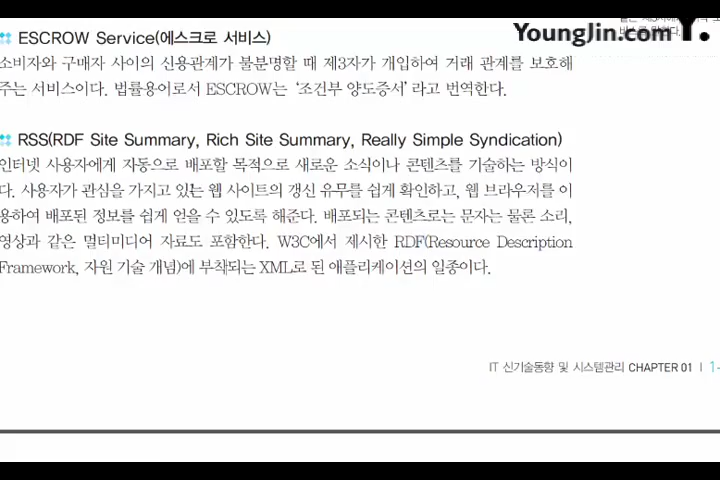 YoungJin.com Y.
비스를 말한다.
ESCROW Service(에스크로 서비스)
소비자와 구매자 사이의 신용관계가 불분명할 때 제3자가 개입하여 거래 관계를 보호해
주는 서비스이다. 법률용어로서 ESCROW는 ‘조건부 양도증서’라고 번역한다.
RSS(RDF Site Summary, Rich Site Summary, Really Simple Syndication)
인터넷 사용자에게 자동으로 배포할 목적으로 새로운 소식이나 콘텐츠를 기술하는 방식이
다. 사용자가 관심을 가지고 있는 웹 사이트의 갱신 유무를 쉽게 확인하고, 웹 브라우저를 이
용하여 배포된 정보를 쉽게 얻을 수 있도록 해준다. 배포되는 콘텐츠로는 문자는 물론 소리,
영상과 같은 멀티미디어 자료도 포함한다. W3C에서 제시한 RDF(Resource Description
Framework, 자원 기술 개념)에 부착되는 XML로 된 애플리케이션의 일종이다.
IT 신기술동향 및 시스템관리 CHAPTER 01 | 1-